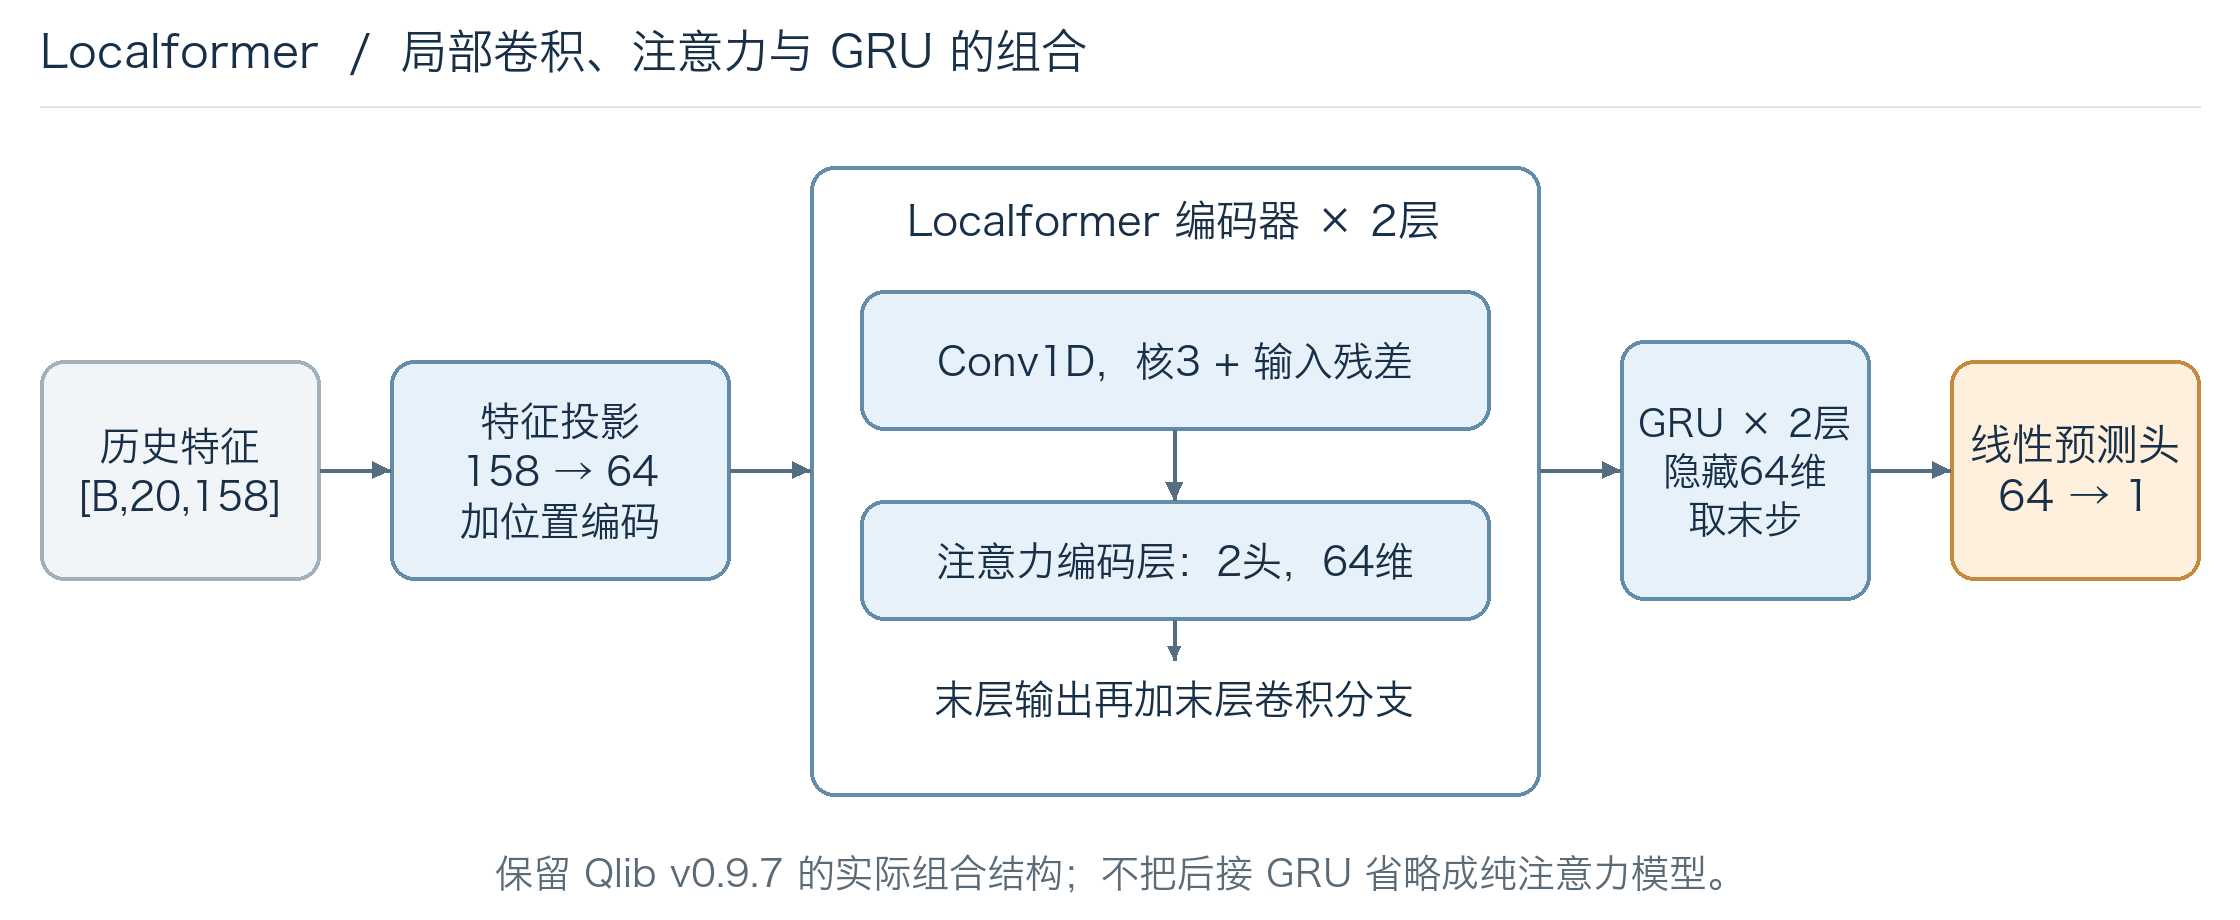 Localformer / 局部卷积、注意力与 GRU 的组合
历史特征
[B,20,158]
特征投影
158 → 64
加位置编码
Localformer 编码器 × 2层
Conv1D，核3 + 输入残差
注意力编码层：2头，64维
末层输出再加末层卷积分支
GRU × 2层
隐藏64维
取末步
线性预测头
64 → 1
保留 Qlib v0.9.7 的实际组合结构；不把后接 GRU 省略成纯注意力模型。